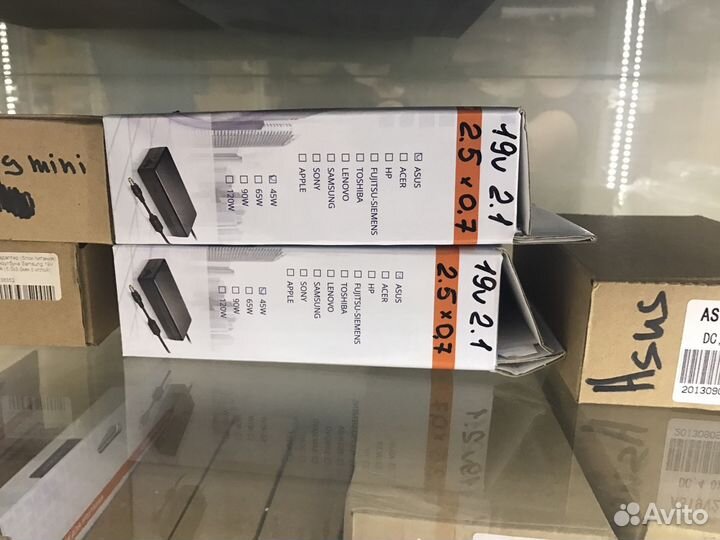 g mini
19v 2.1
2.5 x 0.7
ASUS
ACER
HP
FUJITSU-SIEMENS
TOSHIBA
LENOVO
SAMSUNG
SONY
APPLE
45W
65W
90W
120W
19v 2.1
2.5 x 0,7
ASUS
ACER
HP
FUJITSU-SIEMENS
TOSHIBA
LENOVO
SAMSUNG
SONY
APPLE
45W
65W
90W
120W
Asus
AS
DC,
2013090
Avito